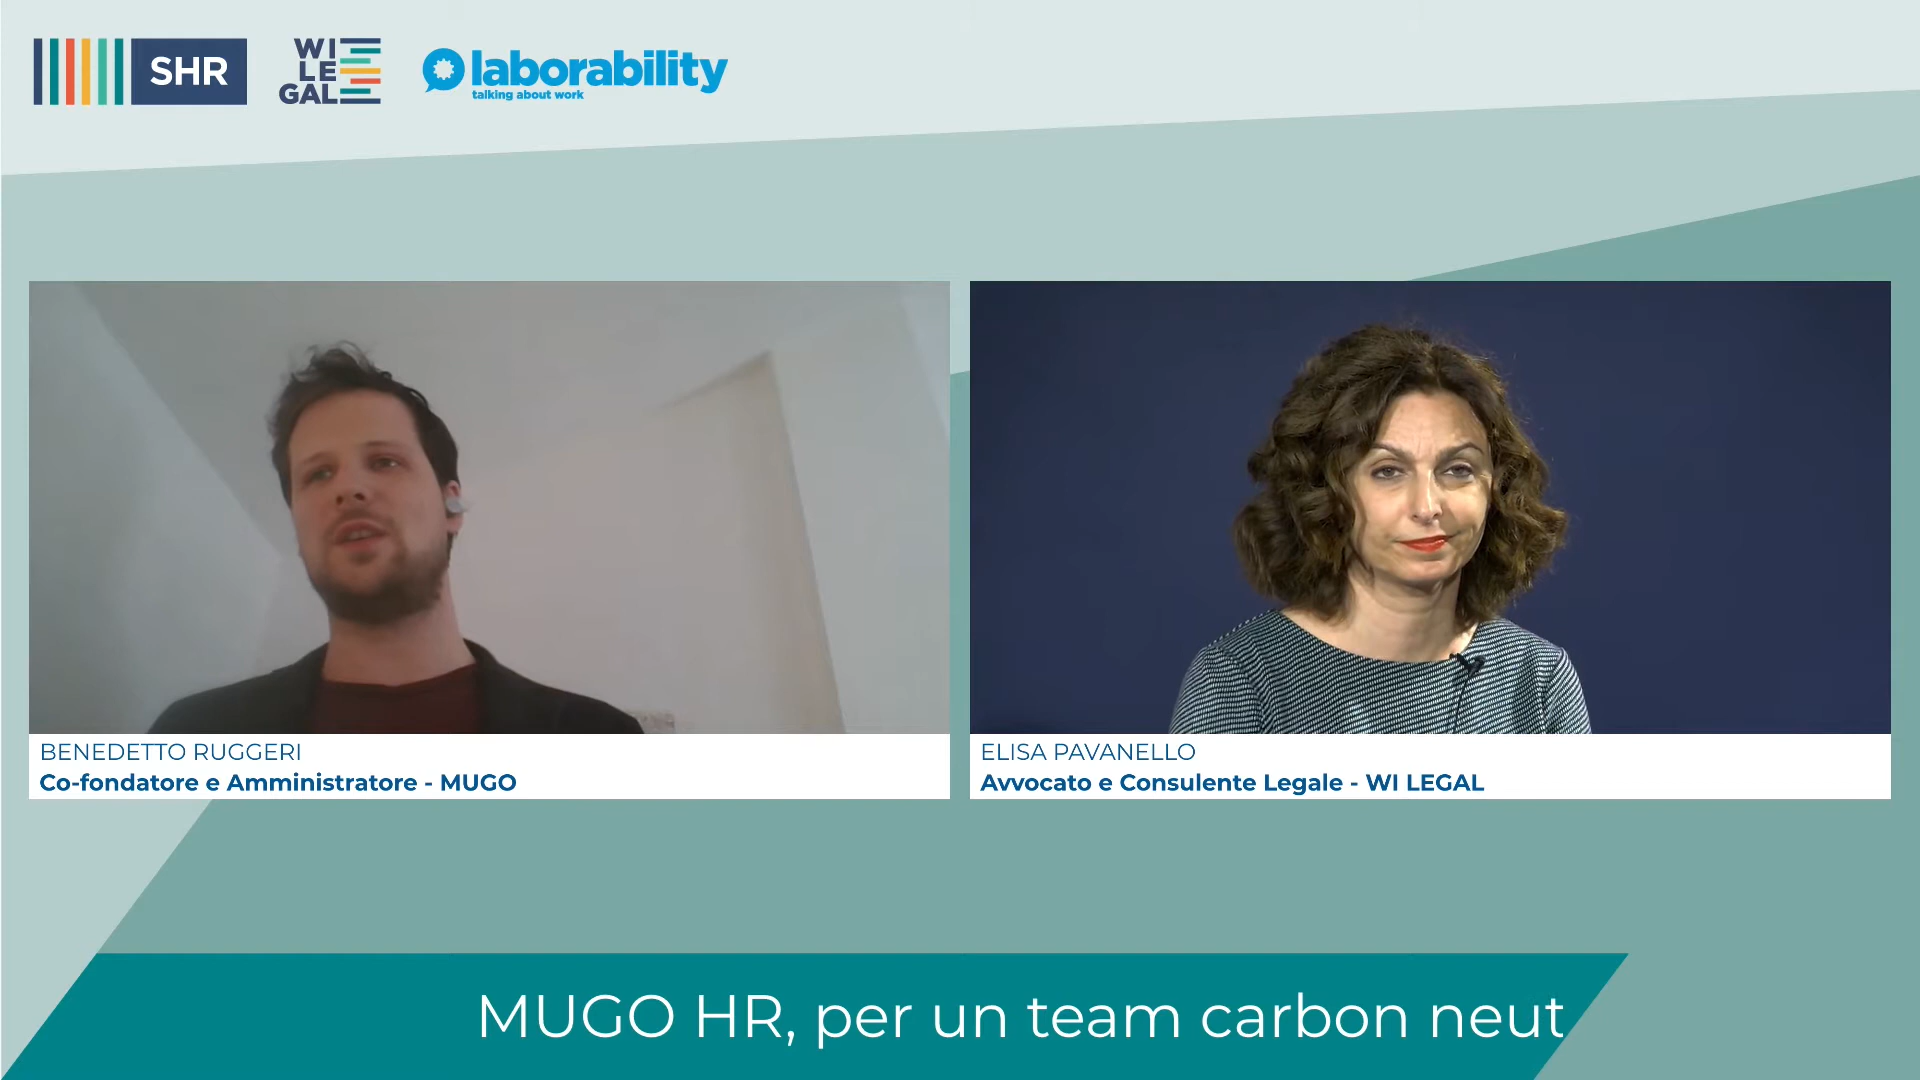 SHR
WI
LE
GAL
laborability
talking about work
BENEDETTO RUGGERI
Co-fondatore e Amministratore - MUGO
ELISA PAVANELLO
Avvocato e Consulente Legale - WI LEGAL
MUGO HR, per un team carbon neut